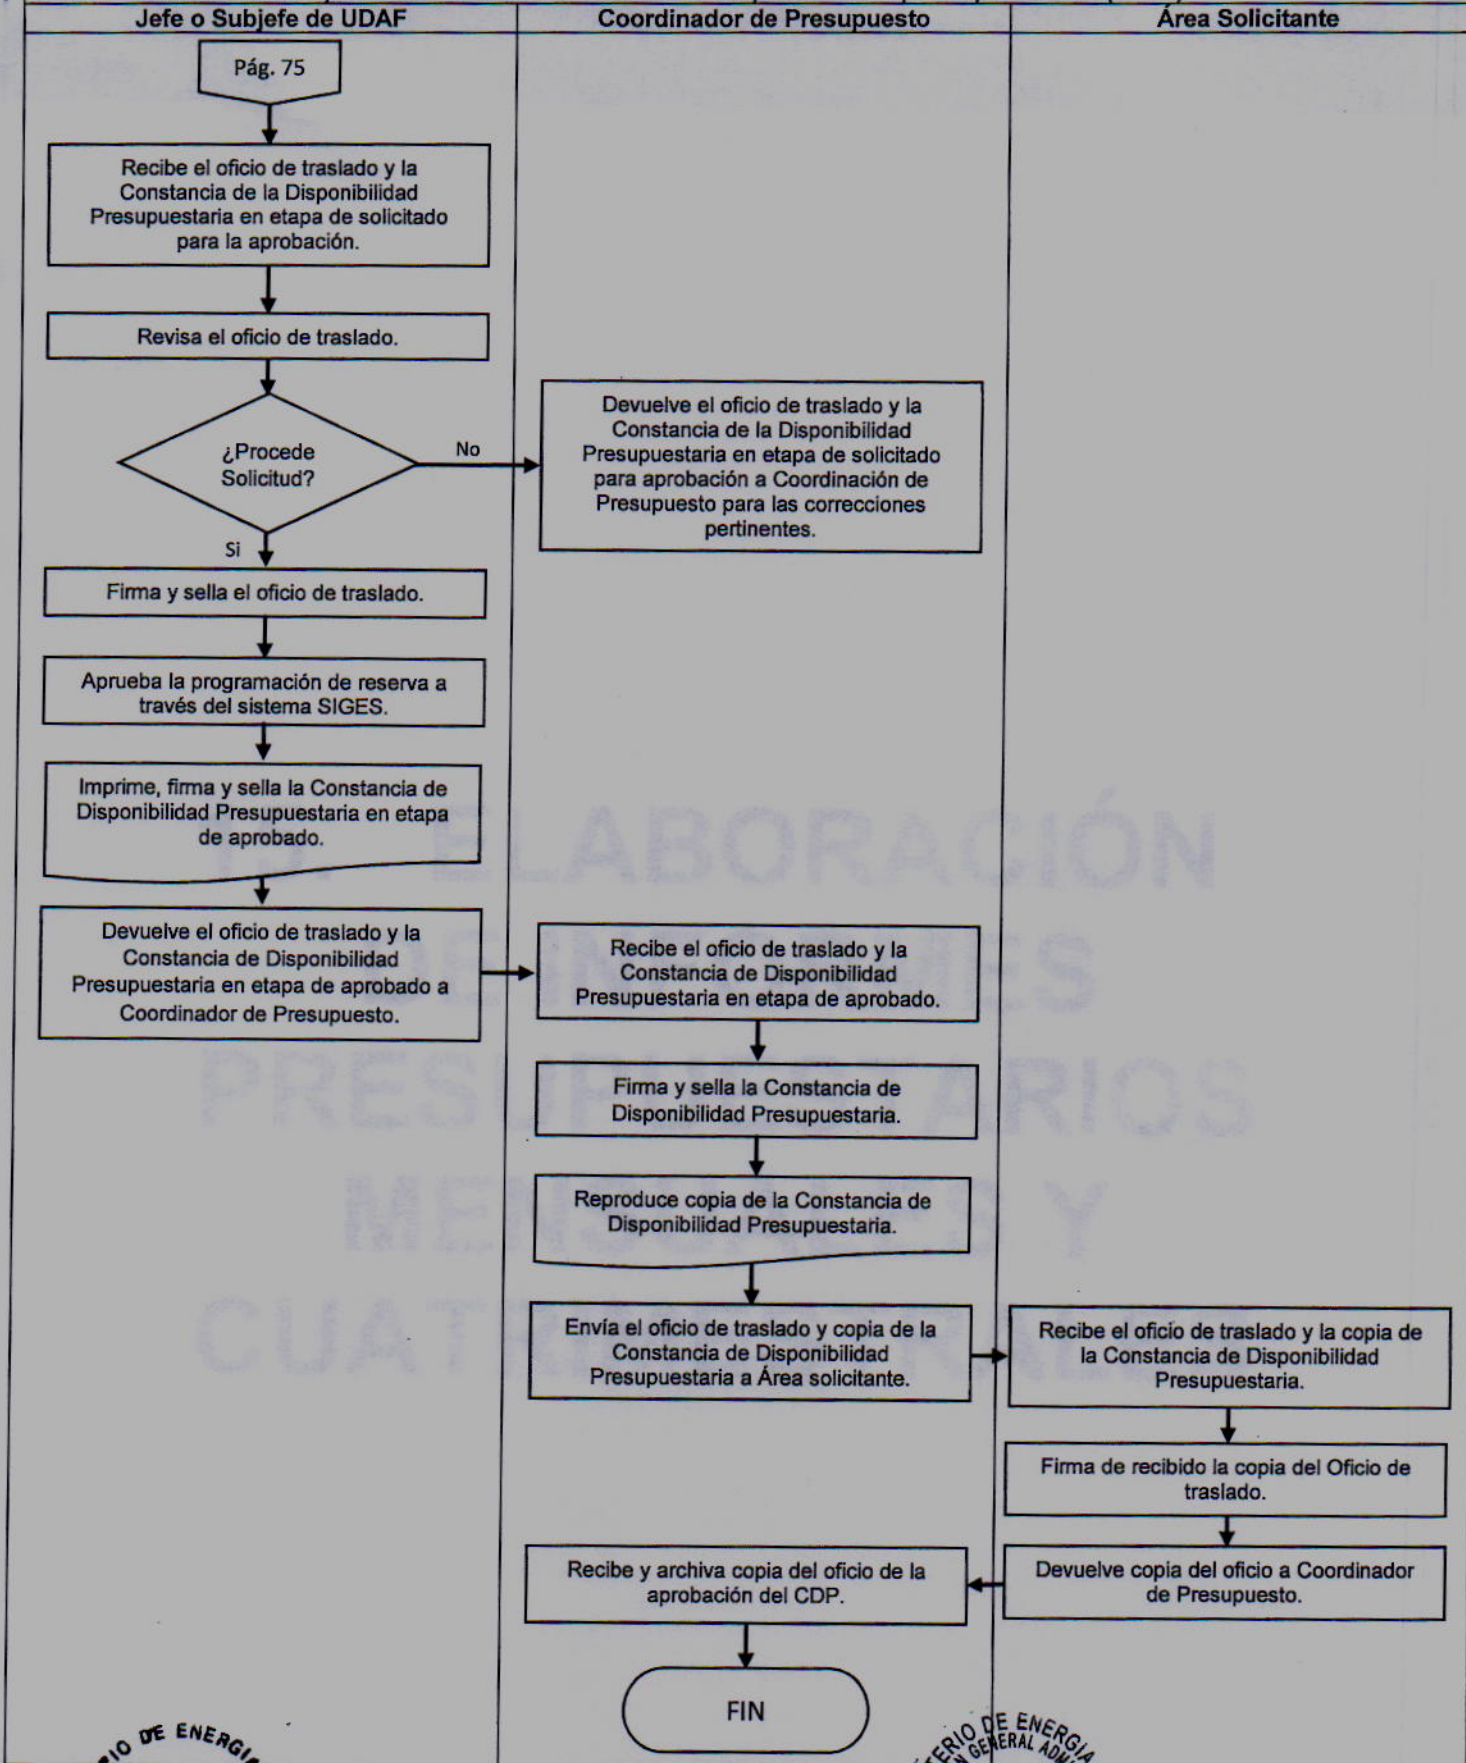 Jefe o Subjefe de UDAF
Coordinador de Presupuesto
Área Solicitante
Pág. 75
Recibe el oficio de traslado y la
Constancia de la Disponibilidad
Presupuestaria en etapa de solicitado
para la aprobación.
Revisa el oficio de traslado.
¿Procede
Solicitud?
No
Devuelve el oficio de traslado y la
Constancia de la Disponibilidad
Presupuestaria en etapa de solicitado
para aprobación a Coordinación de
Presupuesto para las correcciones
pertinentes.
Si
Firma y sella el oficio de traslado.
Aprueba la programación de reserva a
través del sistema SIGES.
Imprime, firma y sella la Constancia de
Disponibilidad Presupuestaria en etapa
de aprobado.
Devuelve el oficio de traslado y la
Constancia de Disponibilidad
Presupuestaria en etapa de aprobado a
Coordinador de Presupuesto.
Recibe el oficio de traslado y la
Constancia de Disponibilidad
Presupuestaria en etapa de aprobado.
Firma y sella la Constancia de
Disponibilidad Presupuestaria.
Reproduce copia de la Constancia de
Disponibilidad Presupuestaria.
Envía el oficio de traslado y copia de la
Constancia de Disponibilidad
Presupuestaria a Área solicitante.
Recibe el oficio de traslado y la copia de
la Constancia de Disponibilidad
Presupuestaria.
Firma de recibido la copia del Oficio de
traslado.
Devuelve copia del oficio a Coordinador
de Presupuesto.
Recibe y archiva copia del oficio de la
aprobación del CDP.
FIN
DE ENERGIA
DE ENERGIA
GENERAL